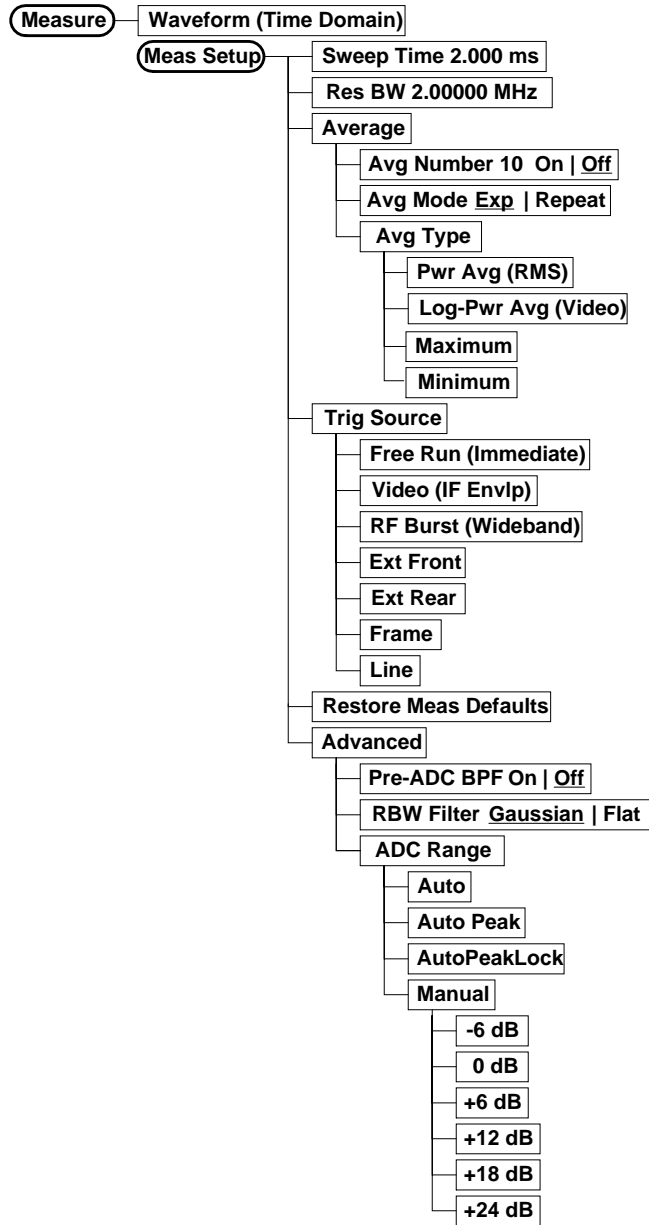 Measure Waveform (Time Domain)
Meas Setup Sweep Time 2.000 ms
Res BW 2.00000 MHz
Average
Avg Number 10 On | Off
Avg Mode Exp | Repeat
Avg Type
Pwr Avg (RMS)
Log-Pwr Avg (Video)
Maximum
Minimum
Trig Source
Free Run (Immediate)
Video (IF Envlp)
RF Burst (Wideband)
Ext Front
Ext Rear
Frame
Line
Restore Meas Defaults
Advanced
Pre-ADC BPF On | Off
RBW Filter Gaussian | Flat
ADC Range
Auto
Auto Peak
AutoPeakLock
Manual
-6 dB
0 dB
+6 dB
+12 dB
+18 dB
+24 dB